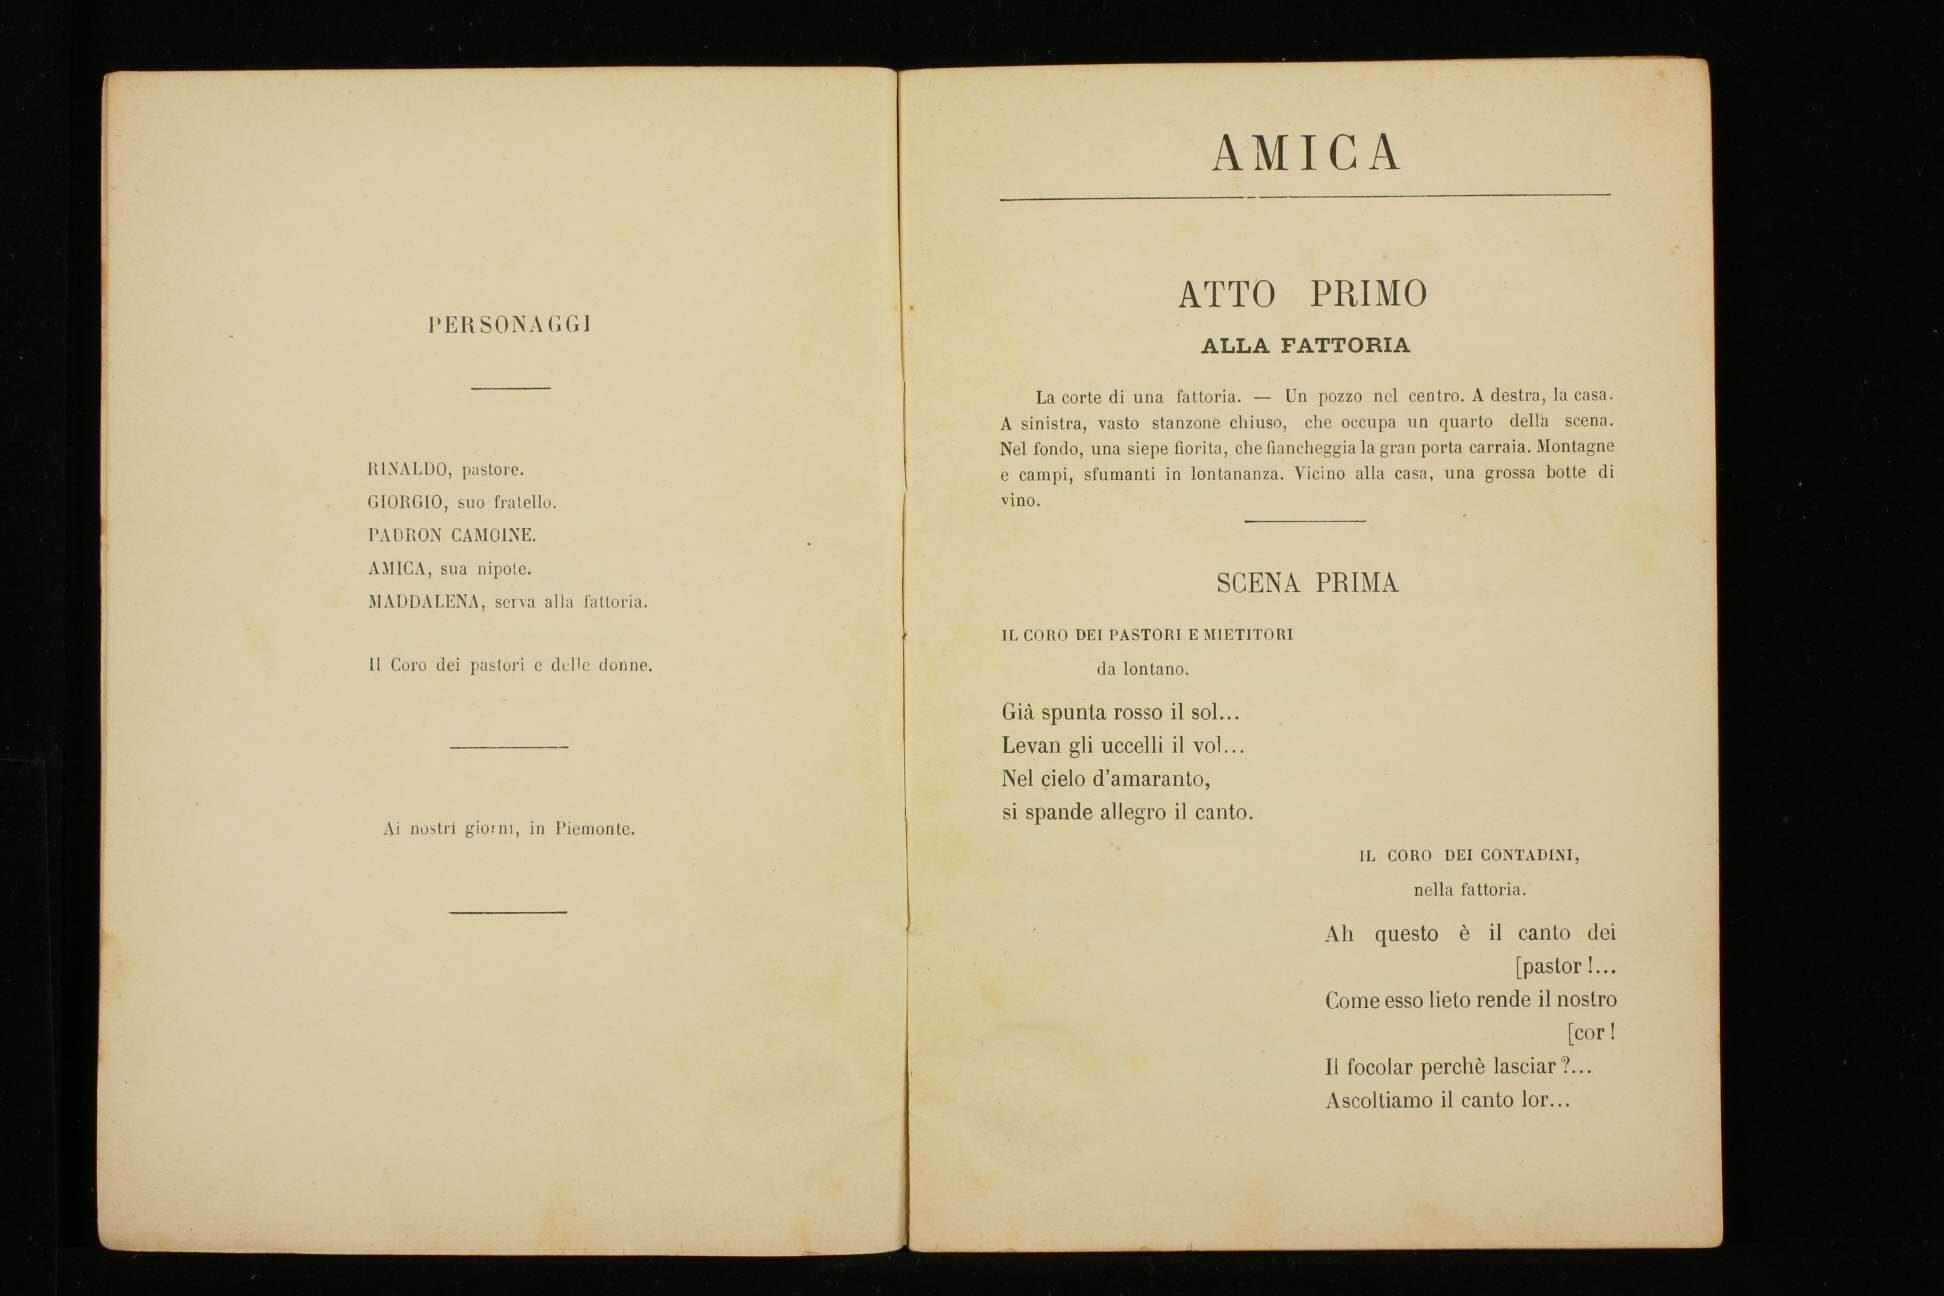 PERSONAGGI
RINALDO, pastore.
GIORGIO, suo fratello.
PADRON CAMOINE.
AMICA, sua nipote.
MADDALENA, serva alla fattoria.
Il Coro dei pastori e delle donne.
Ai nostri giorni, in Piemonte.
AMICA
ATTO PRIMO
ALLA FATTORIA
La corte di una fattoria. — Un pozzo nel centro. A destra, la casa.
A sinistra, vasto stanzone chiuso, che occupa un quarto della scena.
Nel fondo, una siepe fiorita, che fiancheggia la gran porta carraia. Montagne
e campi, sfumanti in lontananza. Vicino alla casa, una grossa botte di
vino.
SCENA PRIMA
IL CORO DEI PASTORI E MIETITORI
da lontano.
Già spunta rosso il sol...
Levan gli uccelli il vol...
Nel cielo d'amaranto,
si spande allegro il canto.
IL CORO DEI CONTADINI,
nella fattoria.
Ah questo è il canto dei
[pastor !...
Come esso lieto rende il nostro
[cor !
Il focolar perchè lasciar ?...
Ascoltiamo il canto lor...